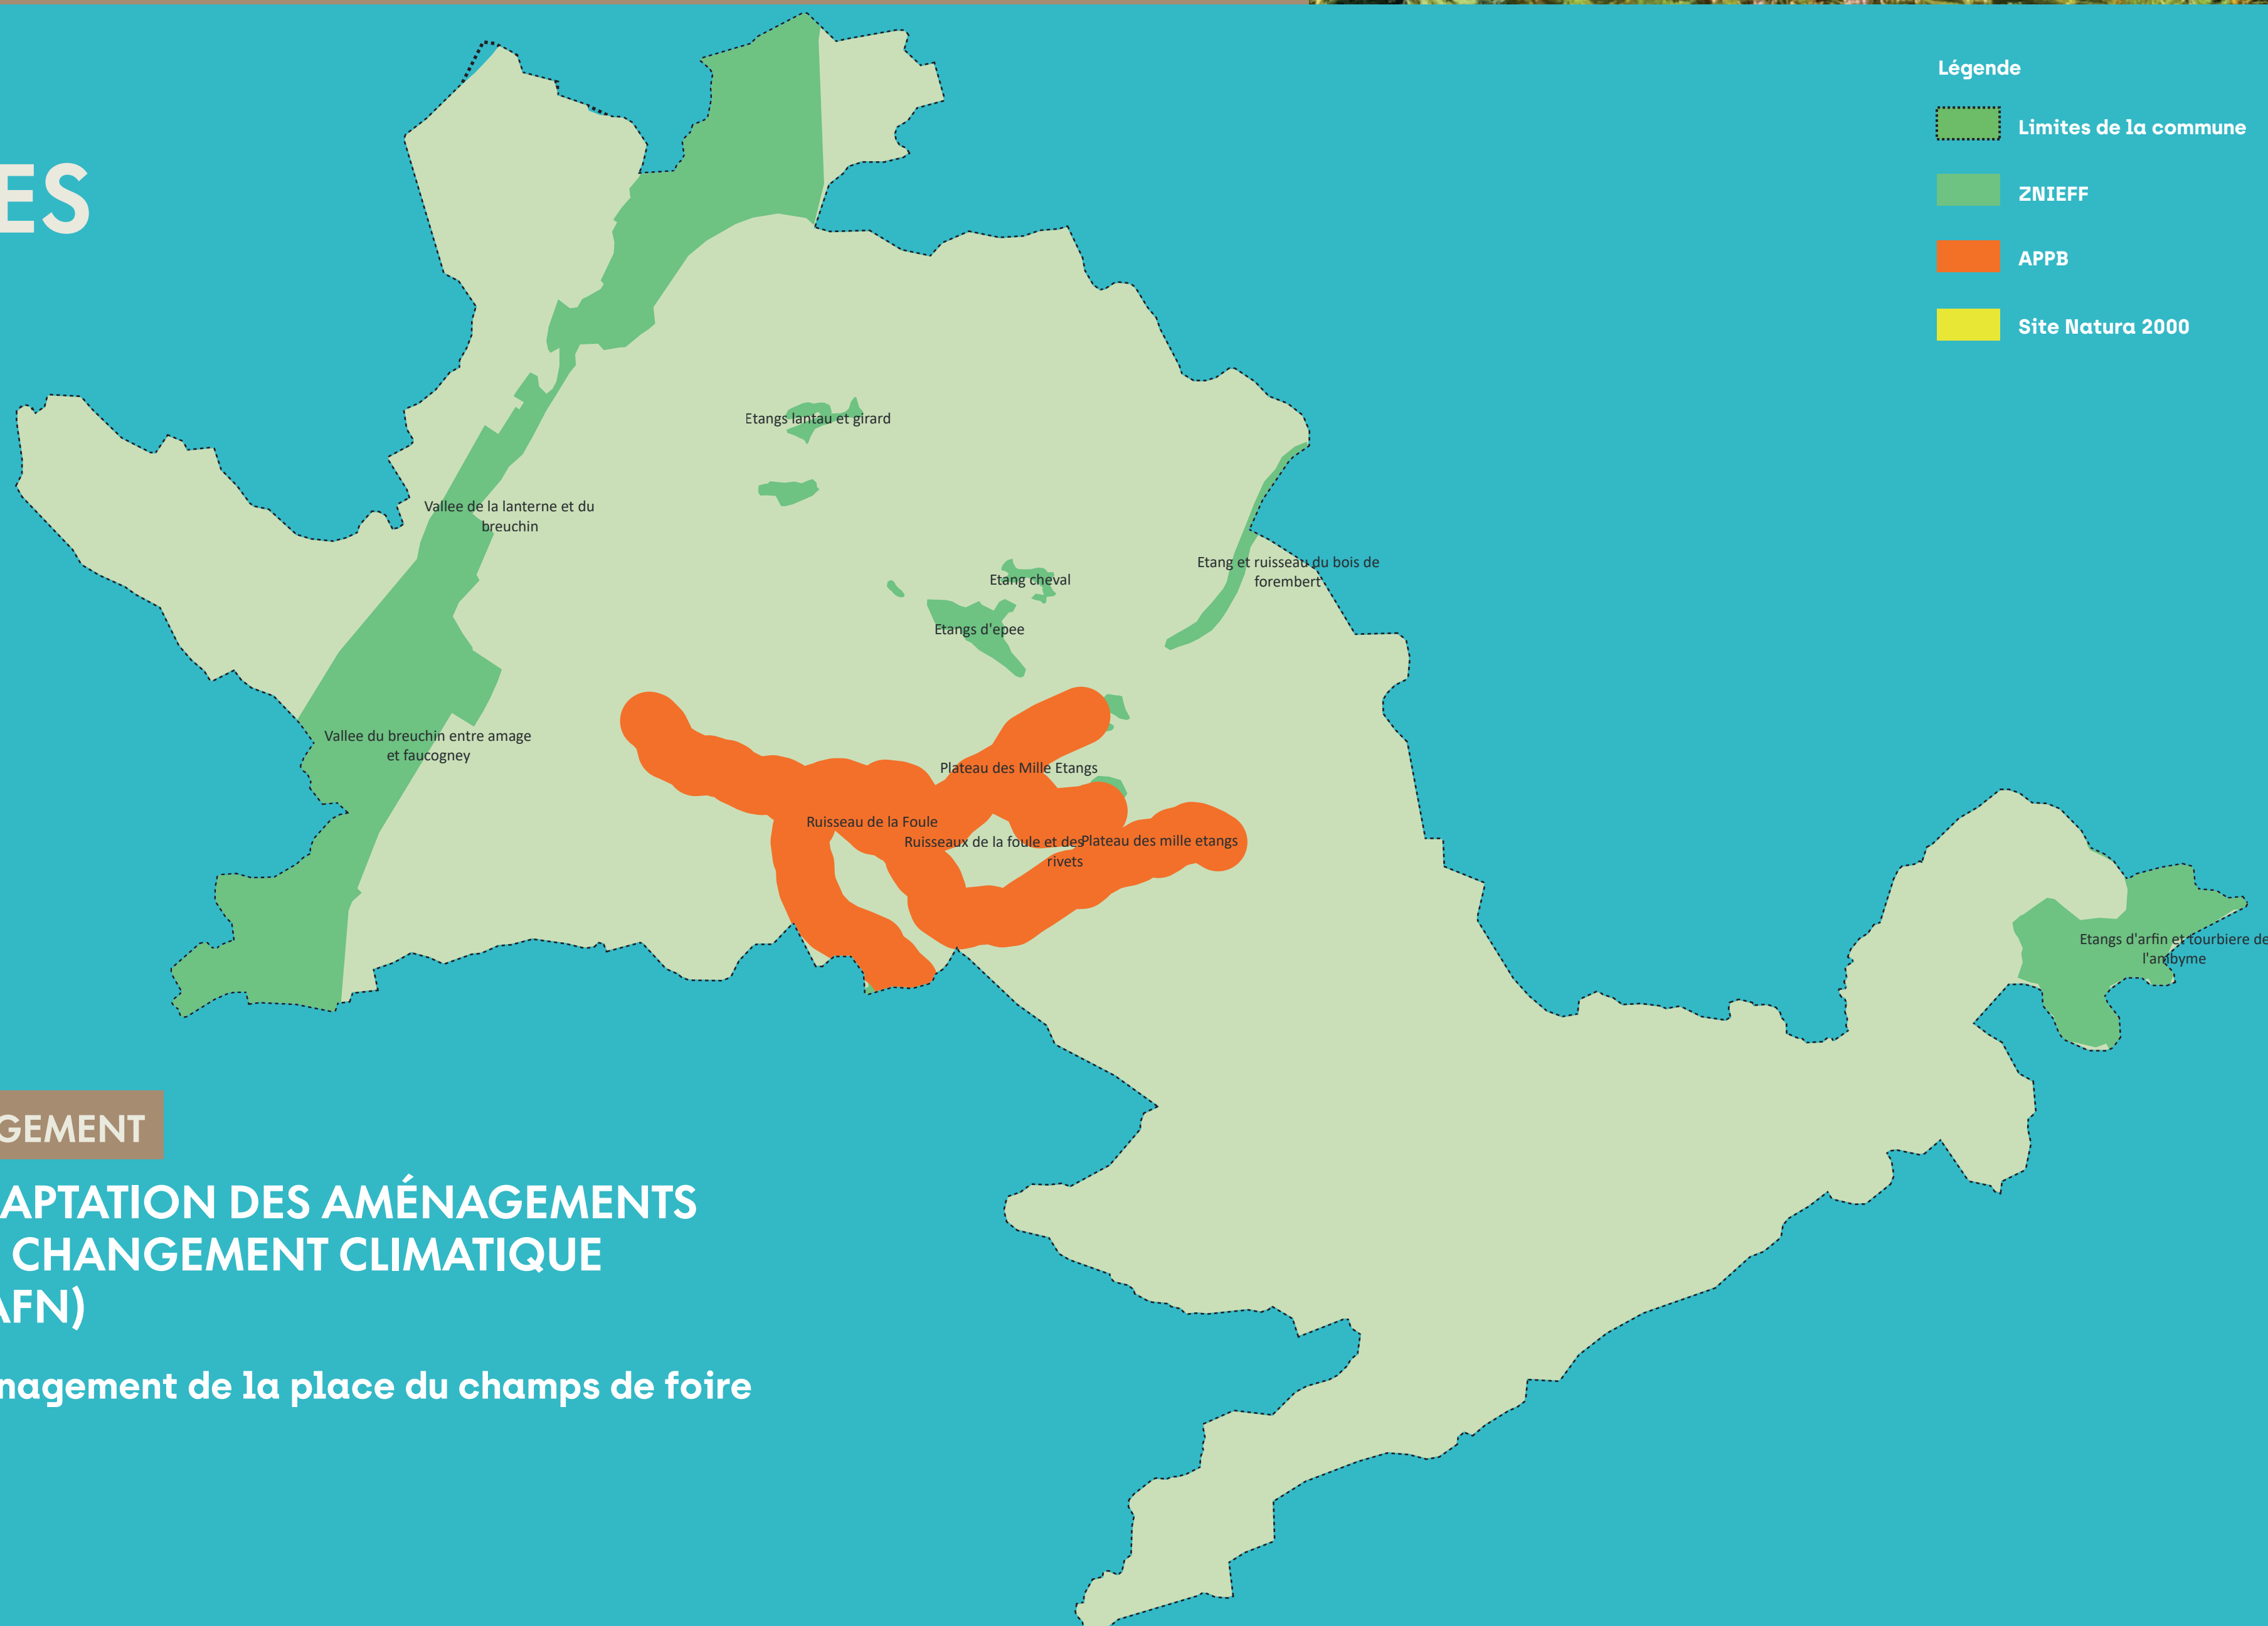 ES
Légende
Limites de la commune
ZNIEFF
APPB
Site Natura 2000
Etangs lantau et girard
Vallee de la lanterne et du
breuchin
Etang cheval
Etang et ruisseau du bois de
forembert
Etangs d'epee
Vallee du breuchin entre amage
et faucogney
Plateau des Mille Etangs
Ruisseau de la Foule
Ruisseaux de la foule et des
rivets
Plateau des mille etangs
Etangs d'arfin et tourbiere de
l'ambyme
GEMENT
APTATION DES AMÉNAGEMENTS
CHANGEMENT CLIMATIQUE
AFN)
nagement de la place du champs de foire